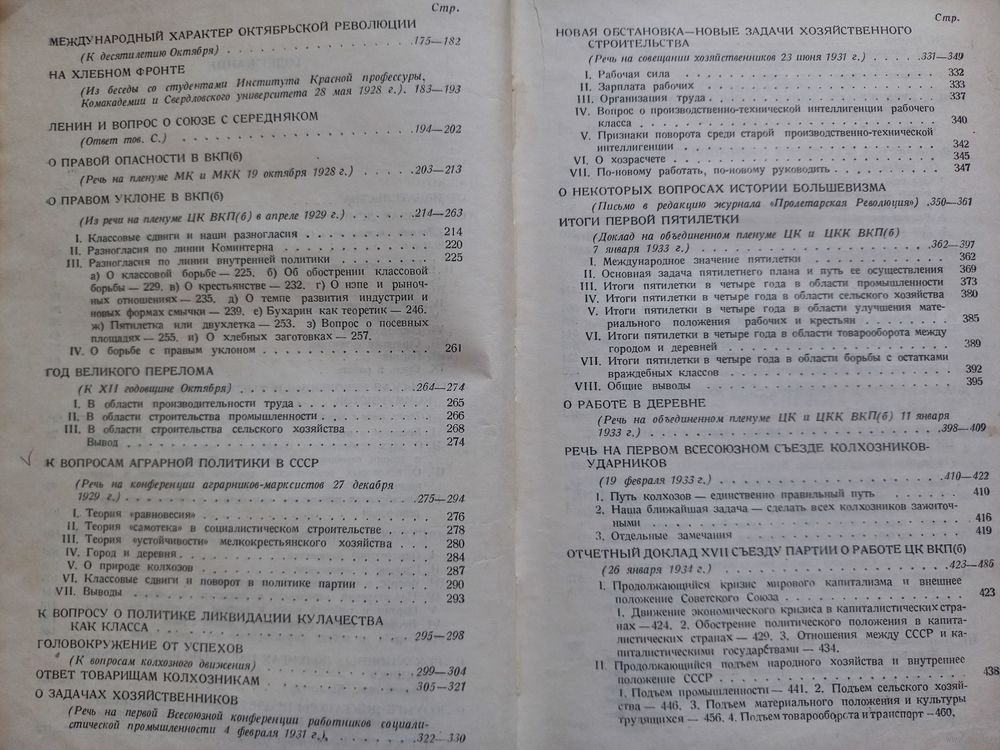 Стр.
МЕЖДУНАРОДНЫЙ ХАРАКТЕР ОКТЯБРЬСКОЙ РЕВОЛЮЦИИ
(К десятилетию Октября) . . . . . . . . . . . . .175—182
НА ХЛЕБНОМ ФРОНТЕ
(Из беседы со студентами Института Красной профессуры,
Комакадемии и Свердловского университета 28 мая 1928 г.). 183—193
ЛЕНИН И ВОПРОС О СОЮЗЕ С СЕРЕДНЯКОМ
(Ответ тов. С.) . . . . . . . . . . . . . . . . .194—202
О ПРАВОЙ ОПАСНОСТИ В ВКП(б)
(Речь на пленуме МК и МКК 19 октября 1928 г.) . . . . .203—213
О ПРАВОМ УКЛОНЕ В ВКП(б)
(Из речи на пленуме ЦК ВКП(б) в апреле 1929 г.) . . . . .214—263
I. Классовые сдвиги и наши разногласия . . . . . . . . . 214
II. Разногласия по линии Коминтерна . . . . . . . . . . 220
III. Разногласия по линии внутренней политики . . . . . . 225
а) О классовой борьбе — 225. б) Об обострении классовой
борьбы — 229. в) О крестьянстве — 232. г) О нэпе и рыноч-
ных отношениях — 235. д) О темпе развития индустрии и
новых формах смычки — 239. е) Бухарин как теоретик — 246.
ж) Пятилетка или двухлетка — 253. з) Вопрос о посевных
площадях — 255. и) О хлебных заготовках — 257.
IV. О борьбе с правым уклоном . . . . . . . . . . . . 261
ГОД ВЕЛИКОГО ПЕРЕЛОМА
(К XII годовщине Октября) . . . . . . . . . . . . .264—274
I. В области производительности труда . . . . . . . . . 265
II. В области строительства промышленности . . . . . . . 266
III. В области строительства сельского хозяйства . . . . . 268
Вывод . . . . . . . . . . . . . . . . . . . . 274
К ВОПРОСАМ АГРАРНОЙ ПОЛИТИКИ В СССР
(Речь на конференции аграрников-марксистов 27 декабря
1929 г.) . . . . . . . . . . . . . . . . . . . .275—294
I. Теория «равновесия» . . . . . . . . . . . . . . . 276
II. Теория «самотека» в социалистическом строительстве . . . 278
III. Теория «устойчивости» мелкокрестьянского хозяйства . . . 280
IV. Город и деревня . . . . . . . . . . . . . . . . . 284
V. О природе колхозов . . . . . . . . . . . . . . . . 287
VI. Классовые сдвиги и поворот в политике партии . . . . . 290
VII. Выводы . . . . . . . . . . . . . . . . . . . . . 293
К ВОПРОСУ О ПОЛИТИКЕ ЛИКВИДАЦИИ КУЛАЧЕСТВА
КАК КЛАССА . . . . . . . . . . . . . . . . . . . 295—298
ГОЛОВОКРУЖЕНИЕ ОТ УСПЕХОВ
(К вопросам колхозного движения) . . . . . . . . . . 299—304
ОТВЕТ ТОВАРИЩАМ КОЛХОЗНИКАМ . . . . . . . . . . 305—321
О ЗАДАЧАХ ХОЗЯЙСТВЕННИКОВ
(Речь на первой Всесоюзной конференции работников социали-
стической промышленности 4 февраля 1931 г.). . . . . . .322—330
Стр.
НОВАЯ ОБСТАНОВКА—НОВЫЕ ЗАДАЧИ ХОЗЯЙСТВЕННОГО
СТРОИТЕЛЬСТВА
(Речь на совещании хозяйственников 23 июня 1931 г.) . . . .331—349
I. Рабочая сила . . . . . . . . . . . . . . . . . . 332
II. Зарплата рабочих . . . . . . . . . . . . . . . . 333
III. Организация труда . . . . . . . . . . . . . . . . 337
IV. Вопрос о производственно-технической интеллигенции рабочего
класса . . . . . . . . . . . . . . . . . . . . 340
V. Признаки поворота среди старой производственно-технической
интеллигенции . . . . . . . . . . . . . . . . . 342
VI. О хозрасчете . . . . . . . . . . . . . . . . . . 345
VII. По-новому работать, по-новому руководить . . . . . . . 347
О НЕКОТОРЫХ ВОПРОСАХ ИСТОРИИ БОЛЬШЕВИЗМА
(Письмо в редакцию журнала «Пролетарская Революция») .350—361
ИТОГИ ПЕРВОЙ ПЯТИЛЕТКИ
(Доклад на объединенном пленуме ЦК и ЦКК ВКП(б)
7 января 1933 г.) . . . . . . . . . . . . . . . . .362—397
I. Международное значение пятилетки . . . . . . . . . 362
II. Основная задача пятилетнего плана и путь ее осуществления 369
III. Итоги пятилетки в четыре года в области промышленности 373
IV. Итоги пятилетки в четыре года в области сельского хозяйства 380
V. Итоги пятилетки в четыре года в области улучшения мате-
риального положения рабочих и крестьян . . . . . . . 385
VI. Итоги пятилетки в четыре года в области товарооборота между
городом и деревней . . . . . . . . . . . . . . . 389
VII. Итоги пятилетки в четыре года в области борьбы с остатками
враждебных классов . . . . . . . . . . . . . . . 392
VIII. Общие выводы . . . . . . . . . . . . . . . . . . 395
О РАБОТЕ В ДЕРЕВНЕ
(Речь на объединенном пленуме ЦК и ЦКК ВКП(б) 11 января
1933 г.) . . . . . . . . . . . . . . . . . . . .398—409
РЕЧЬ НА ПЕРВОМ ВСЕСОЮЗНОМ СЪЕЗДЕ КОЛХОЗНИКОВ-
УДАРНИКОВ
(19 февраля 1933 г.) . . . . . . . . . . . . . . . .410—422
1. Путь колхозов — единственно правильный путь . . . . . 410
2. Наша ближайшая задача — сделать всех колхозников зажиточ-
ными . . . . . . . . . . . . . . . . . . . . . 416
3. Отдельные замечания . . . . . . . . . . . . . . . 419
ОТЧЕТНЫЙ ДОКЛАД XVII СЪЕЗДУ ПАРТИИ О РАБОТЕ ЦК ВКП(б)
(26 января 1934 г.) . . . . . . . . . . . . . . . .423—486
I. Продолжающийся кризис мирового капитализма и внешнее
положение Советского Союза . . . . . . . . . . . . 423
1. Движение экономического кризиса в капиталистических стра-
нах — 424. 2. Обострение политического положения в капита-
листических странах — 429. 3. Отношения между СССР и ка-
питалистическими государствами — 434.
II. Продолжающийся подъем народного хозяйства и внутреннее
положение СССР . . . . . . . . . . . . . . . . 438
1. Подъем промышленности — 441. 2. Подъем сельского хозяй-
ства — 446. 3. Подъем материального положения и культуры
трудящихся — 456. 4. Подъем товарооборота и транспорт — 460.